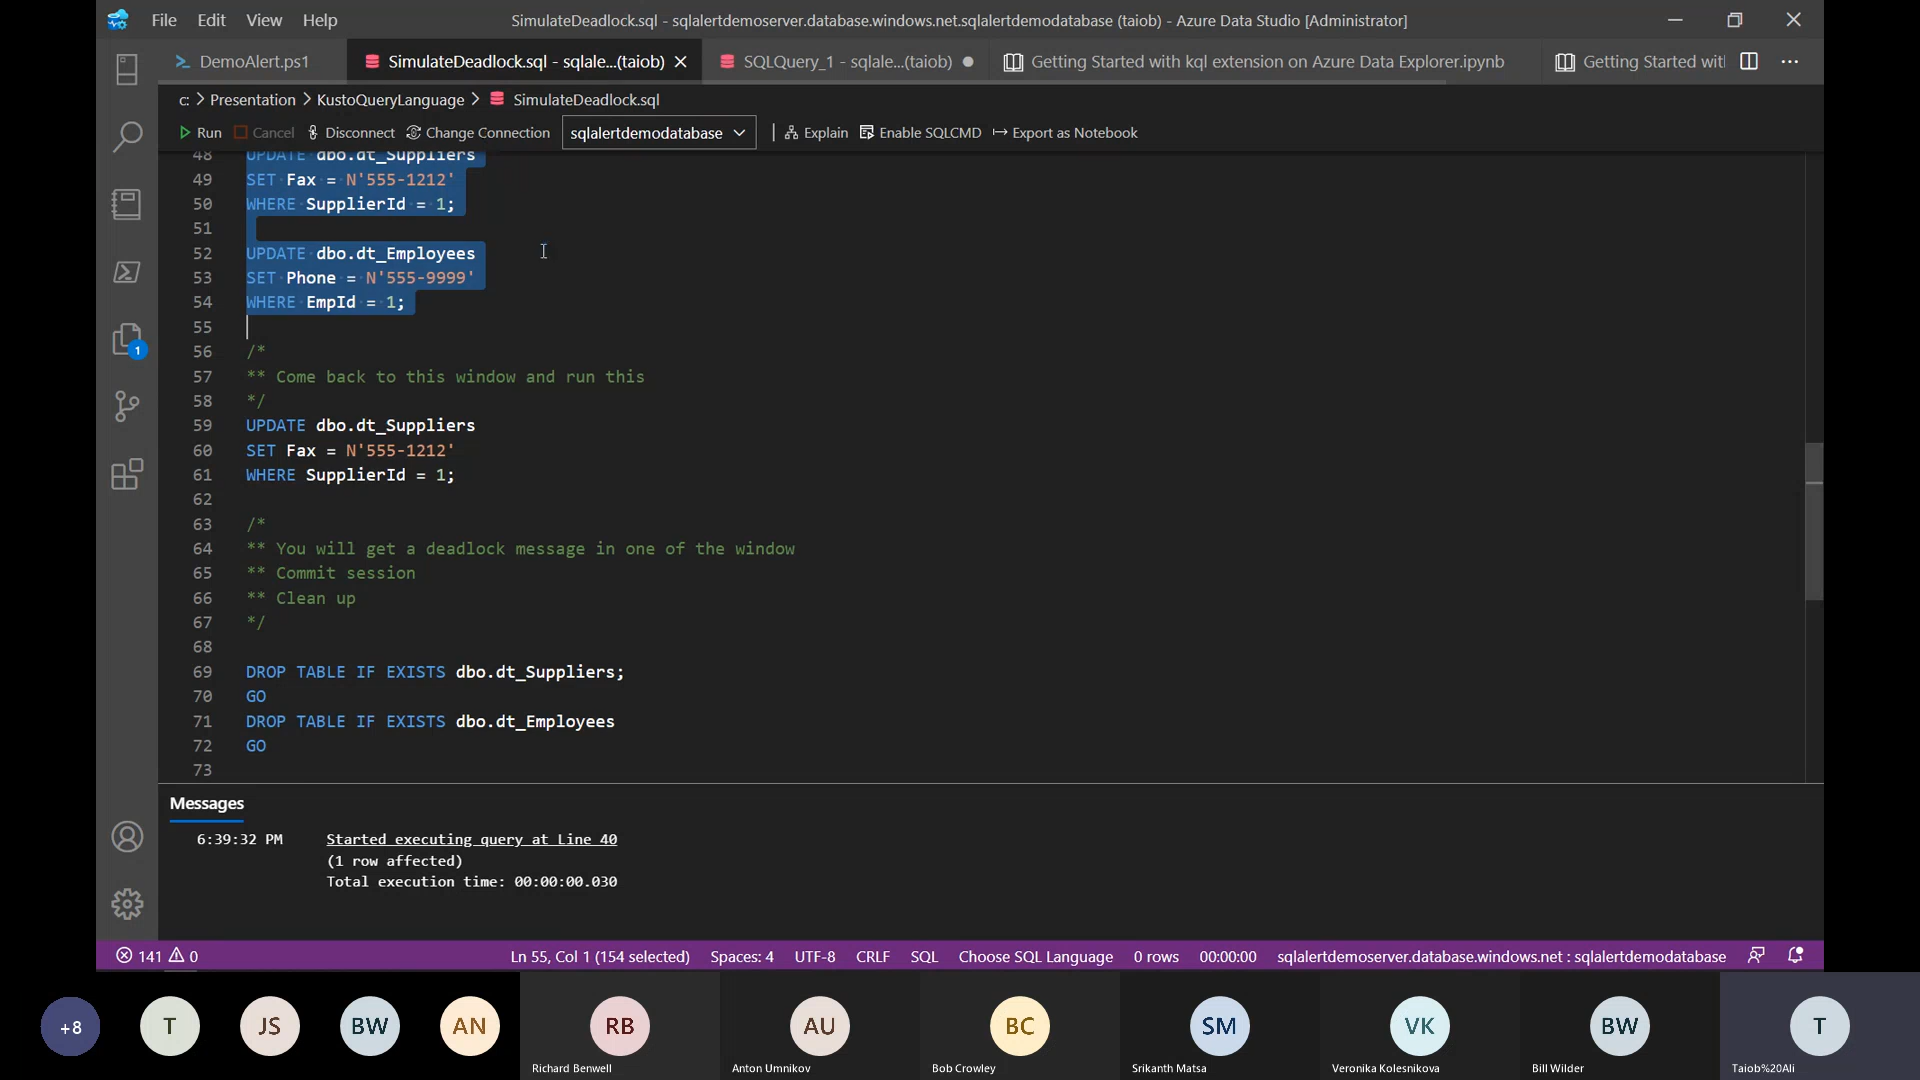 File Edit View Help SimulateDeadlock.sql - sqlalertdemoserver.database.windows.net.sqlalertdemodatabase (taiob) - Azure Data Studio [Administrator]
DemoAlert.ps1 SimulateDeadlock.sql - sqlale...(taiob) SQLQuery_1 - sqlale...(taiob) Getting Started with kql extension on Azure Data Explorer.ipynb Getting Started wit
c: > Presentation > KustoQueryLanguage > SimulateDeadlock.sql
Run Cancel Disconnect Change Connection sqlalertdemodatabase Explain Enable SQLCMD Export as Notebook
48 UPDATE dbo.dt_Suppliers
49 SET Fax = N'555-1212'
50 WHERE SupplierId = 1;
51
52 UPDATE dbo.dt_Employees
53 SET Phone = N'555-9999'
54 WHERE EmpId = 1;
55
56 /*
57 ** Come back to this window and run this
58 */
59 UPDATE dbo.dt_Suppliers
60 SET Fax = N'555-1212'
61 WHERE SupplierId = 1;
62
63 /*
64 ** You will get a deadlock message in one of the window
65 ** Commit session
66 ** Clean up
67 */
68
69 DROP TABLE IF EXISTS dbo.dt_Suppliers;
70 GO
71 DROP TABLE IF EXISTS dbo.dt_Employees
72 GO
73
1
Messages
6:39:32 PM Started executing query at Line 40
(1 row affected)
Total execution time: 00:00:00.030
141 0 Ln 55, Col 1 (154 selected) Spaces: 4 UTF-8 CRLF SQL Choose SQL Language 0 rows 00:00:00 sqlalertdemoserver.database.windows.net : sqlalertdemodatabase
+8 T JS BW AN RB AU BC SM VK BW T
Richard Benwell Anton Umnikov Bob Crowley Srikanth Matsa Veronika Kolesnikova Bill Wilder Taiob%20Ali